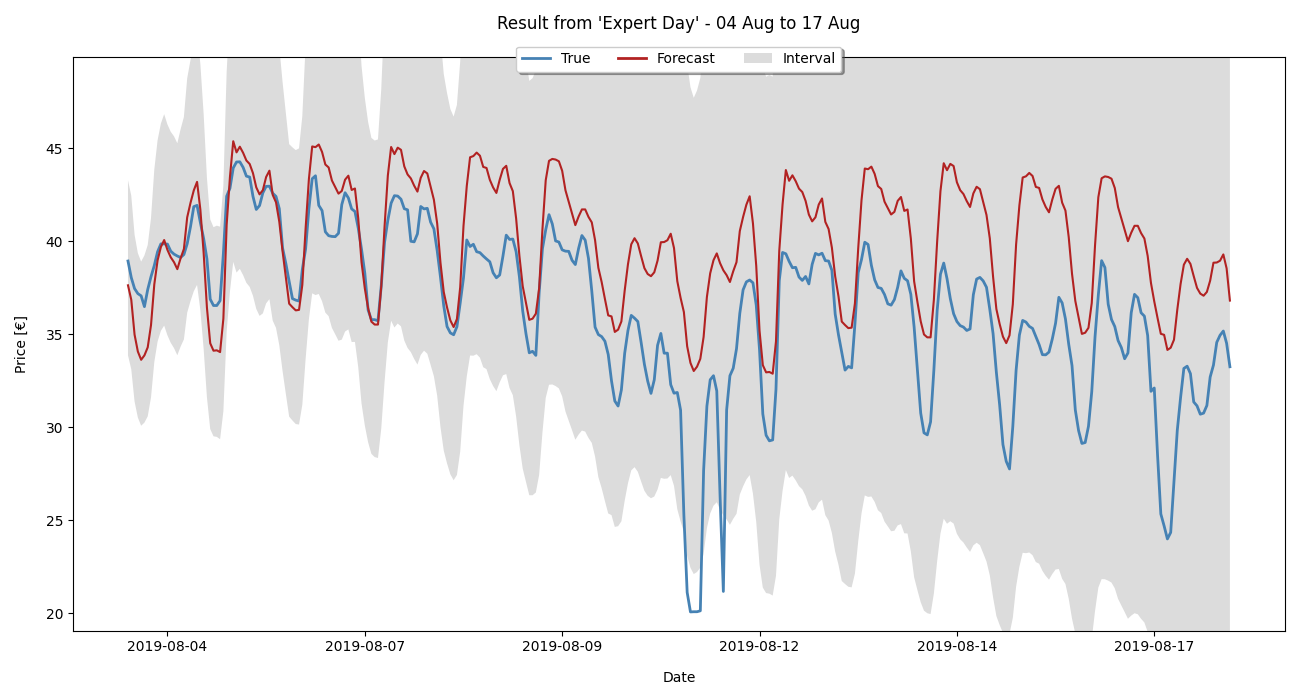 Result from 'Expert Day' - 04 Aug to 17 Aug
True Forecast Interval
45
40
35
30
25
20
Price [€]
2019-08-04 2019-08-07 2019-08-09 2019-08-12 2019-08-14 2019-08-17
Date